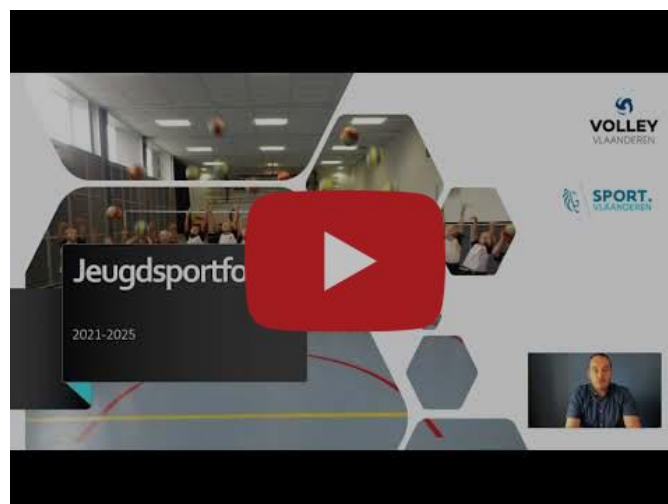 VOLLEY
VLAANDEREN
SPORT.
VLAANDEREN
Jeugdsportfo
2021-2025